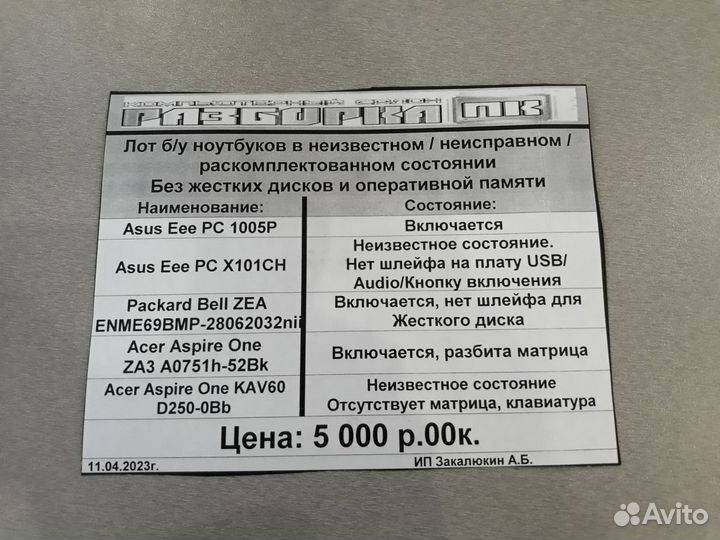 КОМПЬЮТЕРНЫЙ САЛОН
РАЗБОРКА ПК
Лот б/у ноутбуков в неизвестном / неисправном /
раскомплектованном состоянии
Без жестких дисков и оперативной памяти
Наименование: Состояние:
Asus Eee PC 1005P Включается
Asus Eee PC X101CH Неизвестное состояние.
Нет шлейфа на плату USB/
Audio/Кнопку включения
Packard Bell ZEA
ENME69BMP-28062032nii
Включается, нет шлейфа для
Жесткого диска
Acer Aspire One
ZA3 A0751h-52Bk
Включается, разбита матрица
Acer Aspire One KAV60
D250-0Bb
Неизвестное состояние
Отсутствует матрица, клавиатура
Цена: 5 000 р.00к.
11.04.2023г. ИП Закалюкин А.Б.
Avito